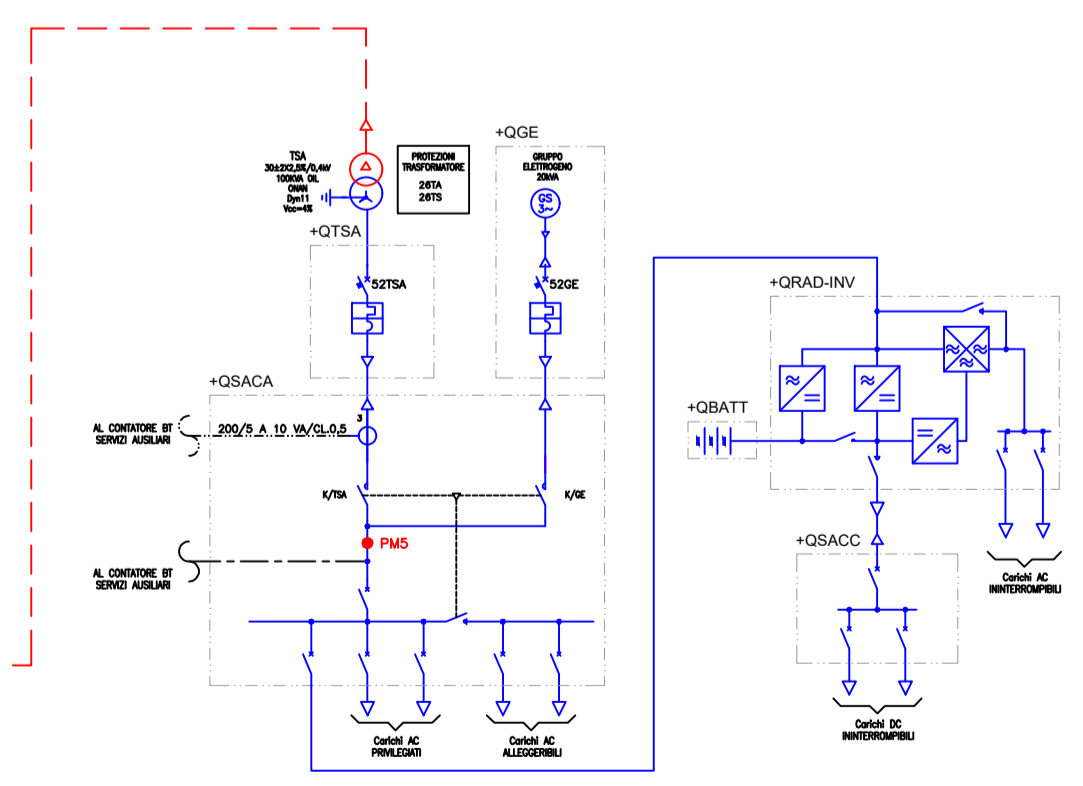 +QGE
TSA
30±2X2,5%/0,4kV
100KVA OIL
ONAN
Dyn11
Vcc=4%
PROTEZIONI
TRASFORMATORE
26TA
26TS
GRUPPO
ELETTROGENO
20kVA
GS
3~
+QTSA
52TSA
52GE
+QRAD-INV
+QSACA
+QBATT
3
AL CONTATORE BT
SERVIZI AUSILIARI
200/5 A 10 VA/CL.0,5
K/TSA
K/GE
PM5
+QSACC
AL CONTATORE BT
SERVIZI AUSILIARI
Carichi AC
ININTERROMPIBILI
Carichi AC
PRIVILEGIATI
Carichi AC
ALLEGGERIBILI
Carichi DC
ININTERROMPIBILI